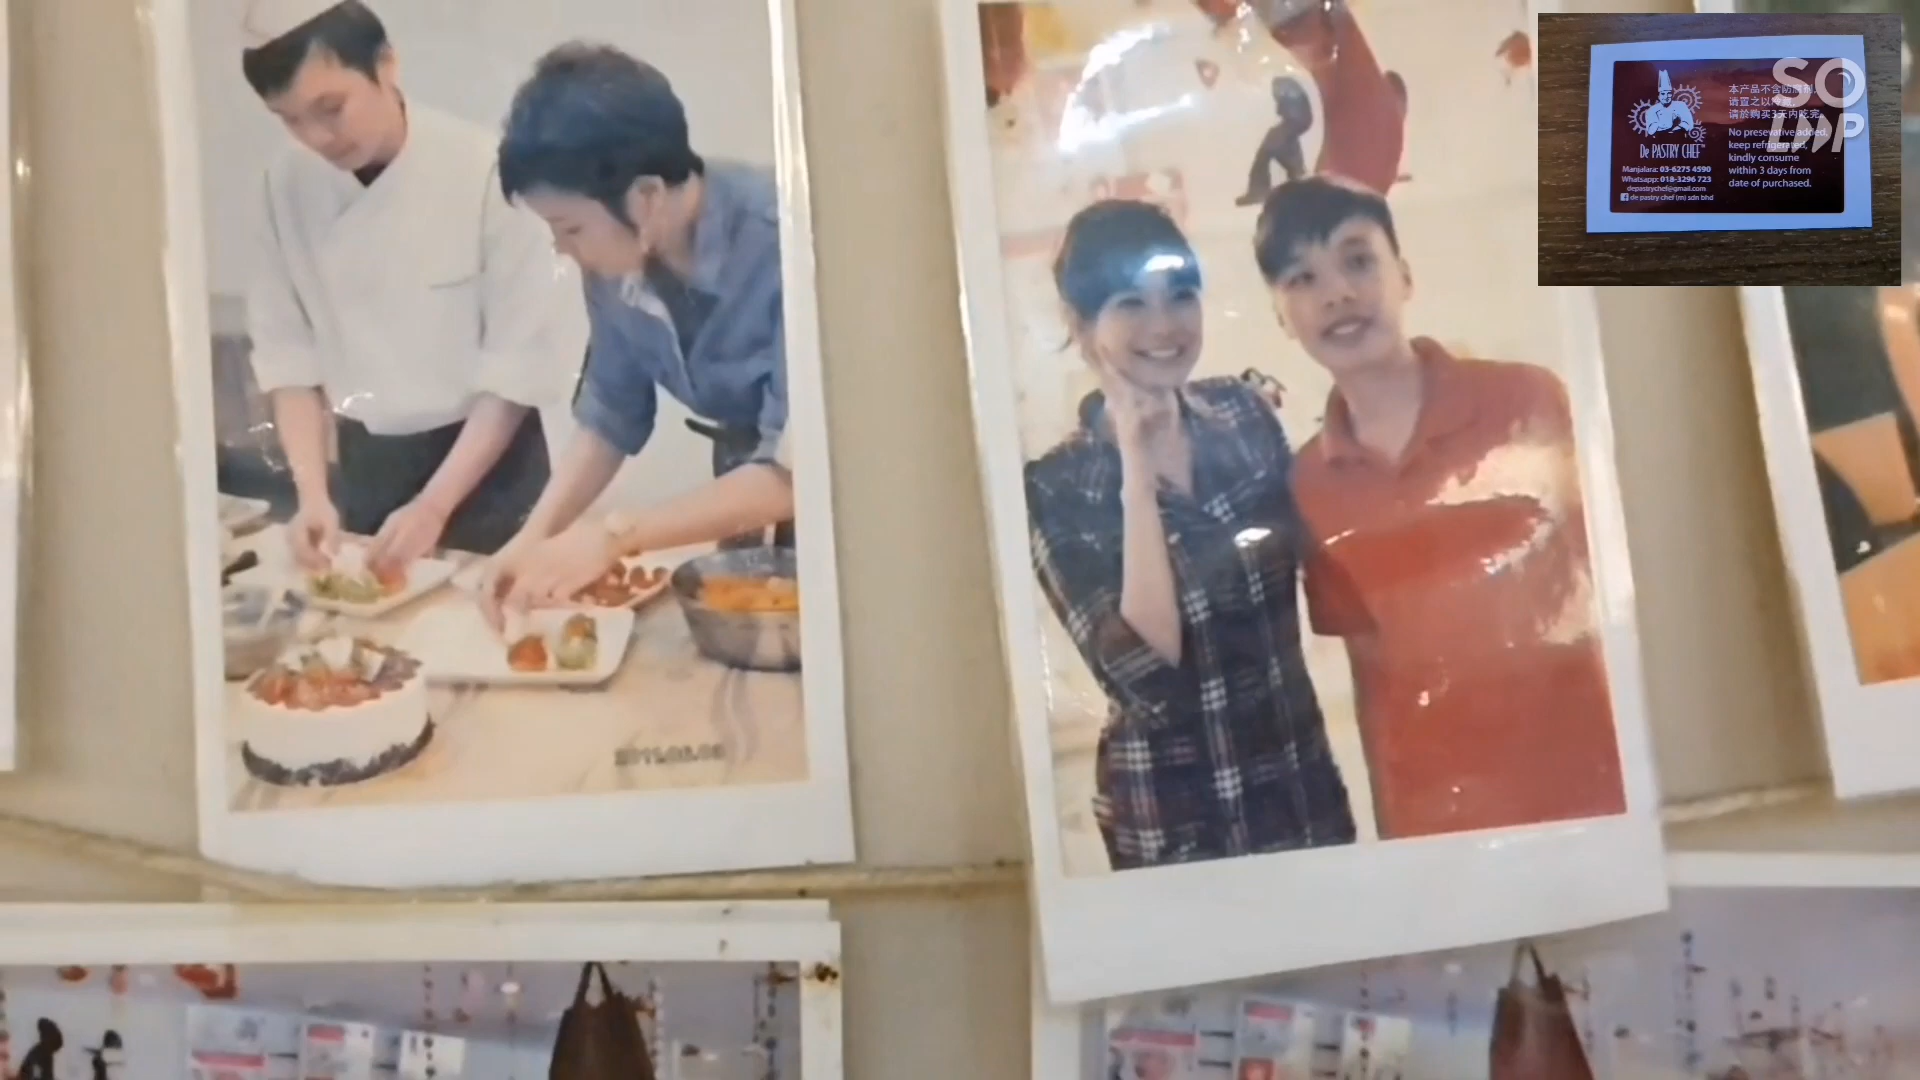 SO
LMP
本产品不含防腐剂,
请置之以冷藏,
请於购买3天内吃完.
No presevative added,
keep refrigerated,
kindly consume
within 3 days from
date of purchased.
De PASTRY CHEF™
Manjalara: 03-6275 4590
Whatsapp: 018-3296 723
depastrychef@gmail.com
de pastry chef (m) sdn bhd